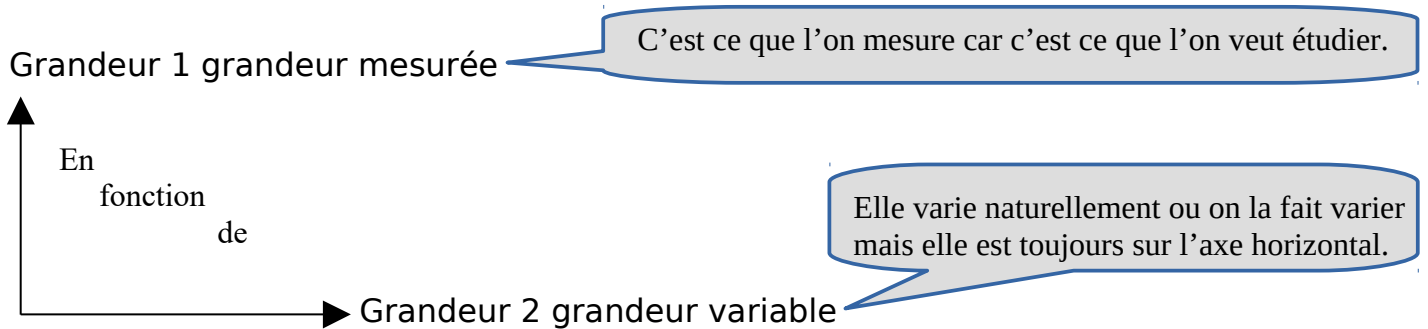 C’est ce que l’on mesure car c’est ce que l’on veut étudier.
Grandeur 1 grandeur mesurée
En
fonction
de
Elle varie naturellement ou on la fait varier
mais elle est toujours sur l’axe horizontal.
Grandeur 2 grandeur variable